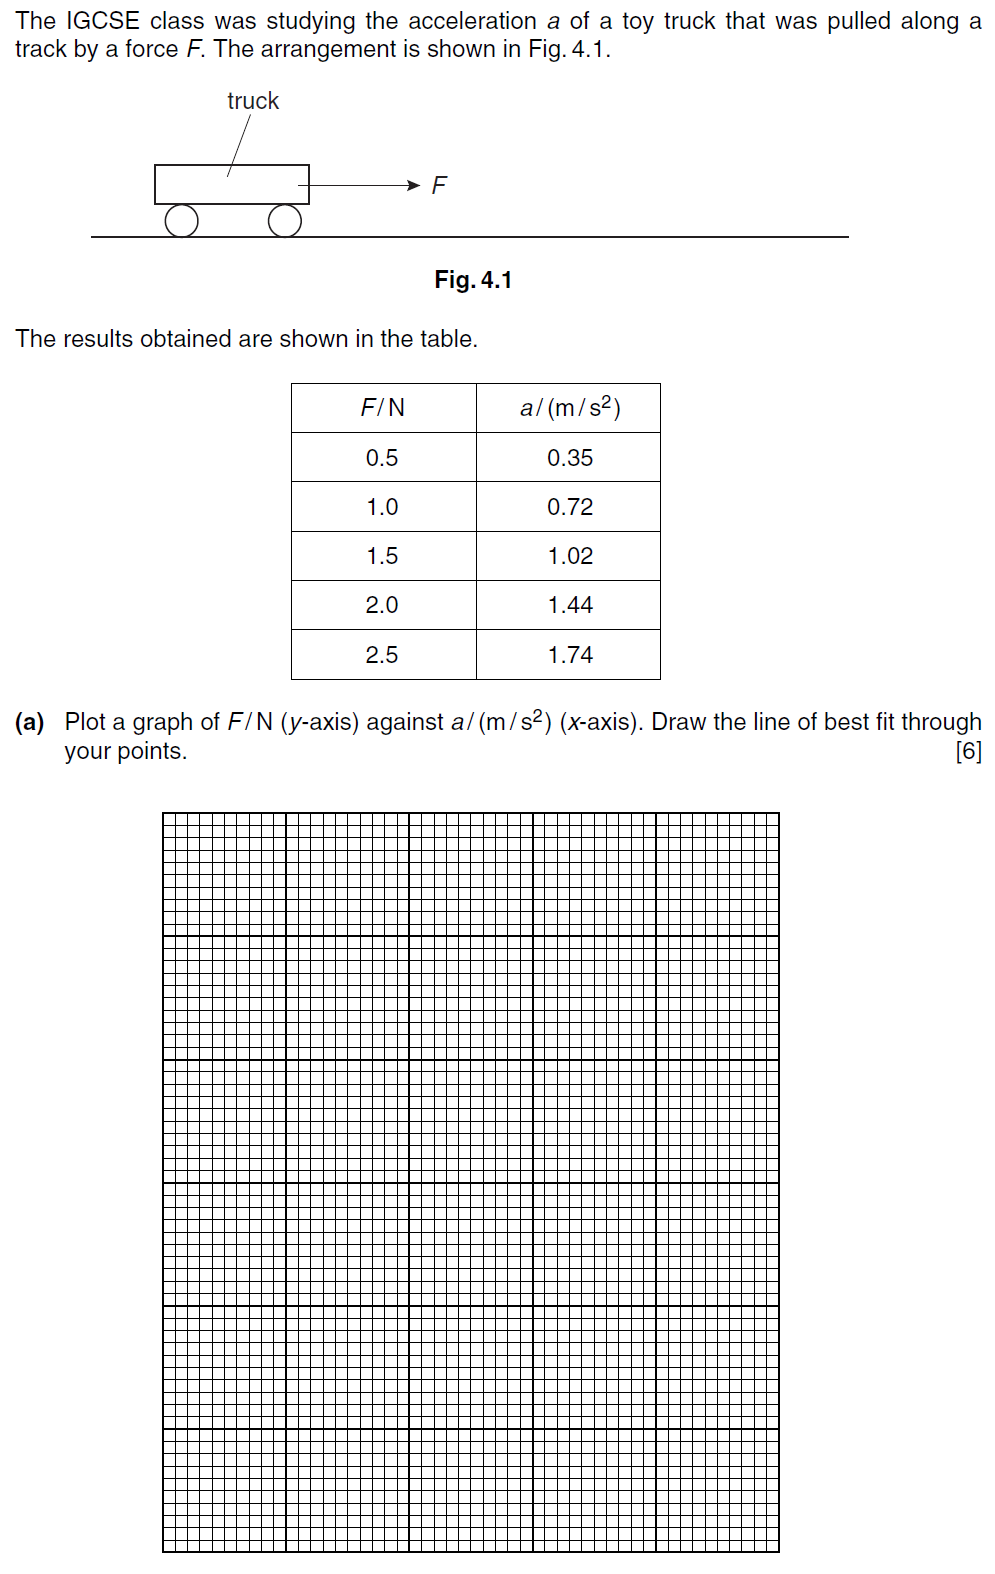 The IGCSE class was studying the acceleration a of a toy truck that was pulled along a
track by a force F. The arrangement is shown in Fig. 4.1.
truck
F
Fig. 4.1
The results obtained are shown in the table.
F/N a/(m/s²)
0.5 0.35
1.0 0.72
1.5 1.02
2.0 1.44
2.5 1.74
(a) Plot a graph of F/N (y-axis) against a/(m/s²) (x-axis). Draw the line of best fit through
your points. [6]